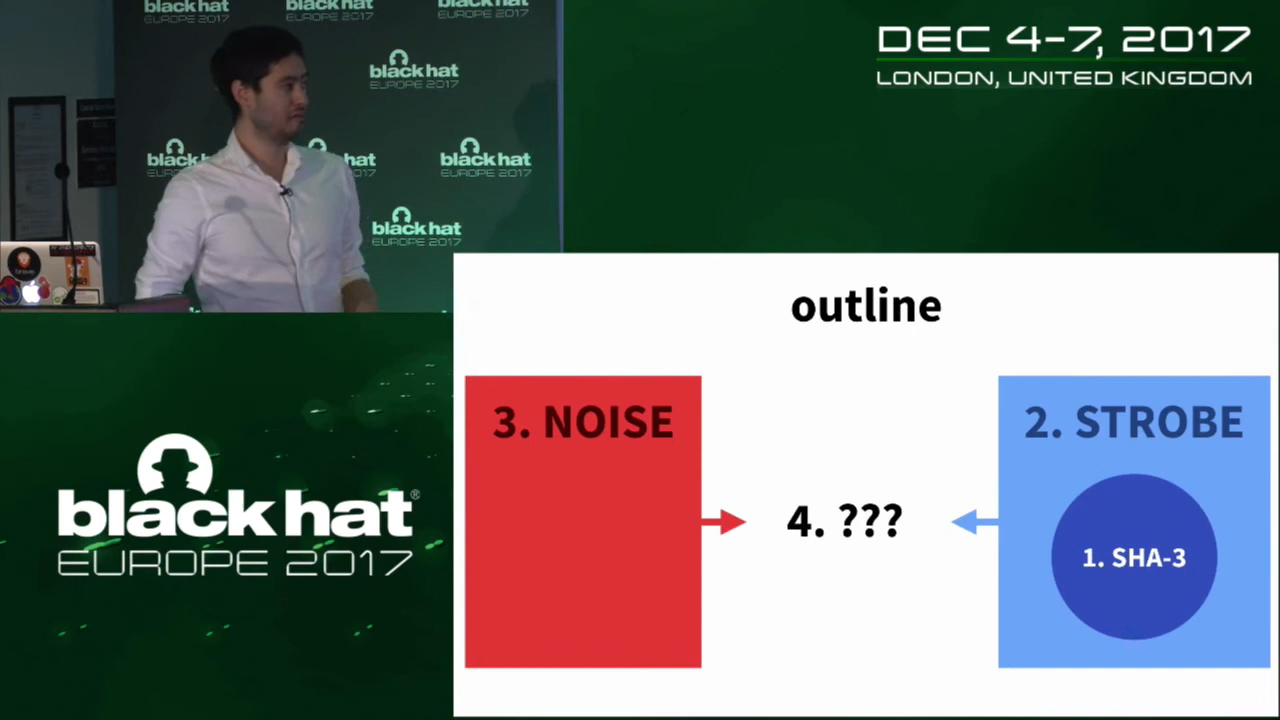 black hat
EUROPE 2017
black hat
EUROPE 2017
black hat
EUROPE 2017
black hat
EUROPE 2017
black
hat
black hat
EUROPE 2017
black hat
EUROPE 2017
DEC 4-7, 2017
LONDON, UNITED KINGDOM
outline
3. NOISE
4. ???
2. STROBE
1. SHA-3
black hat®
EUROPE 2017